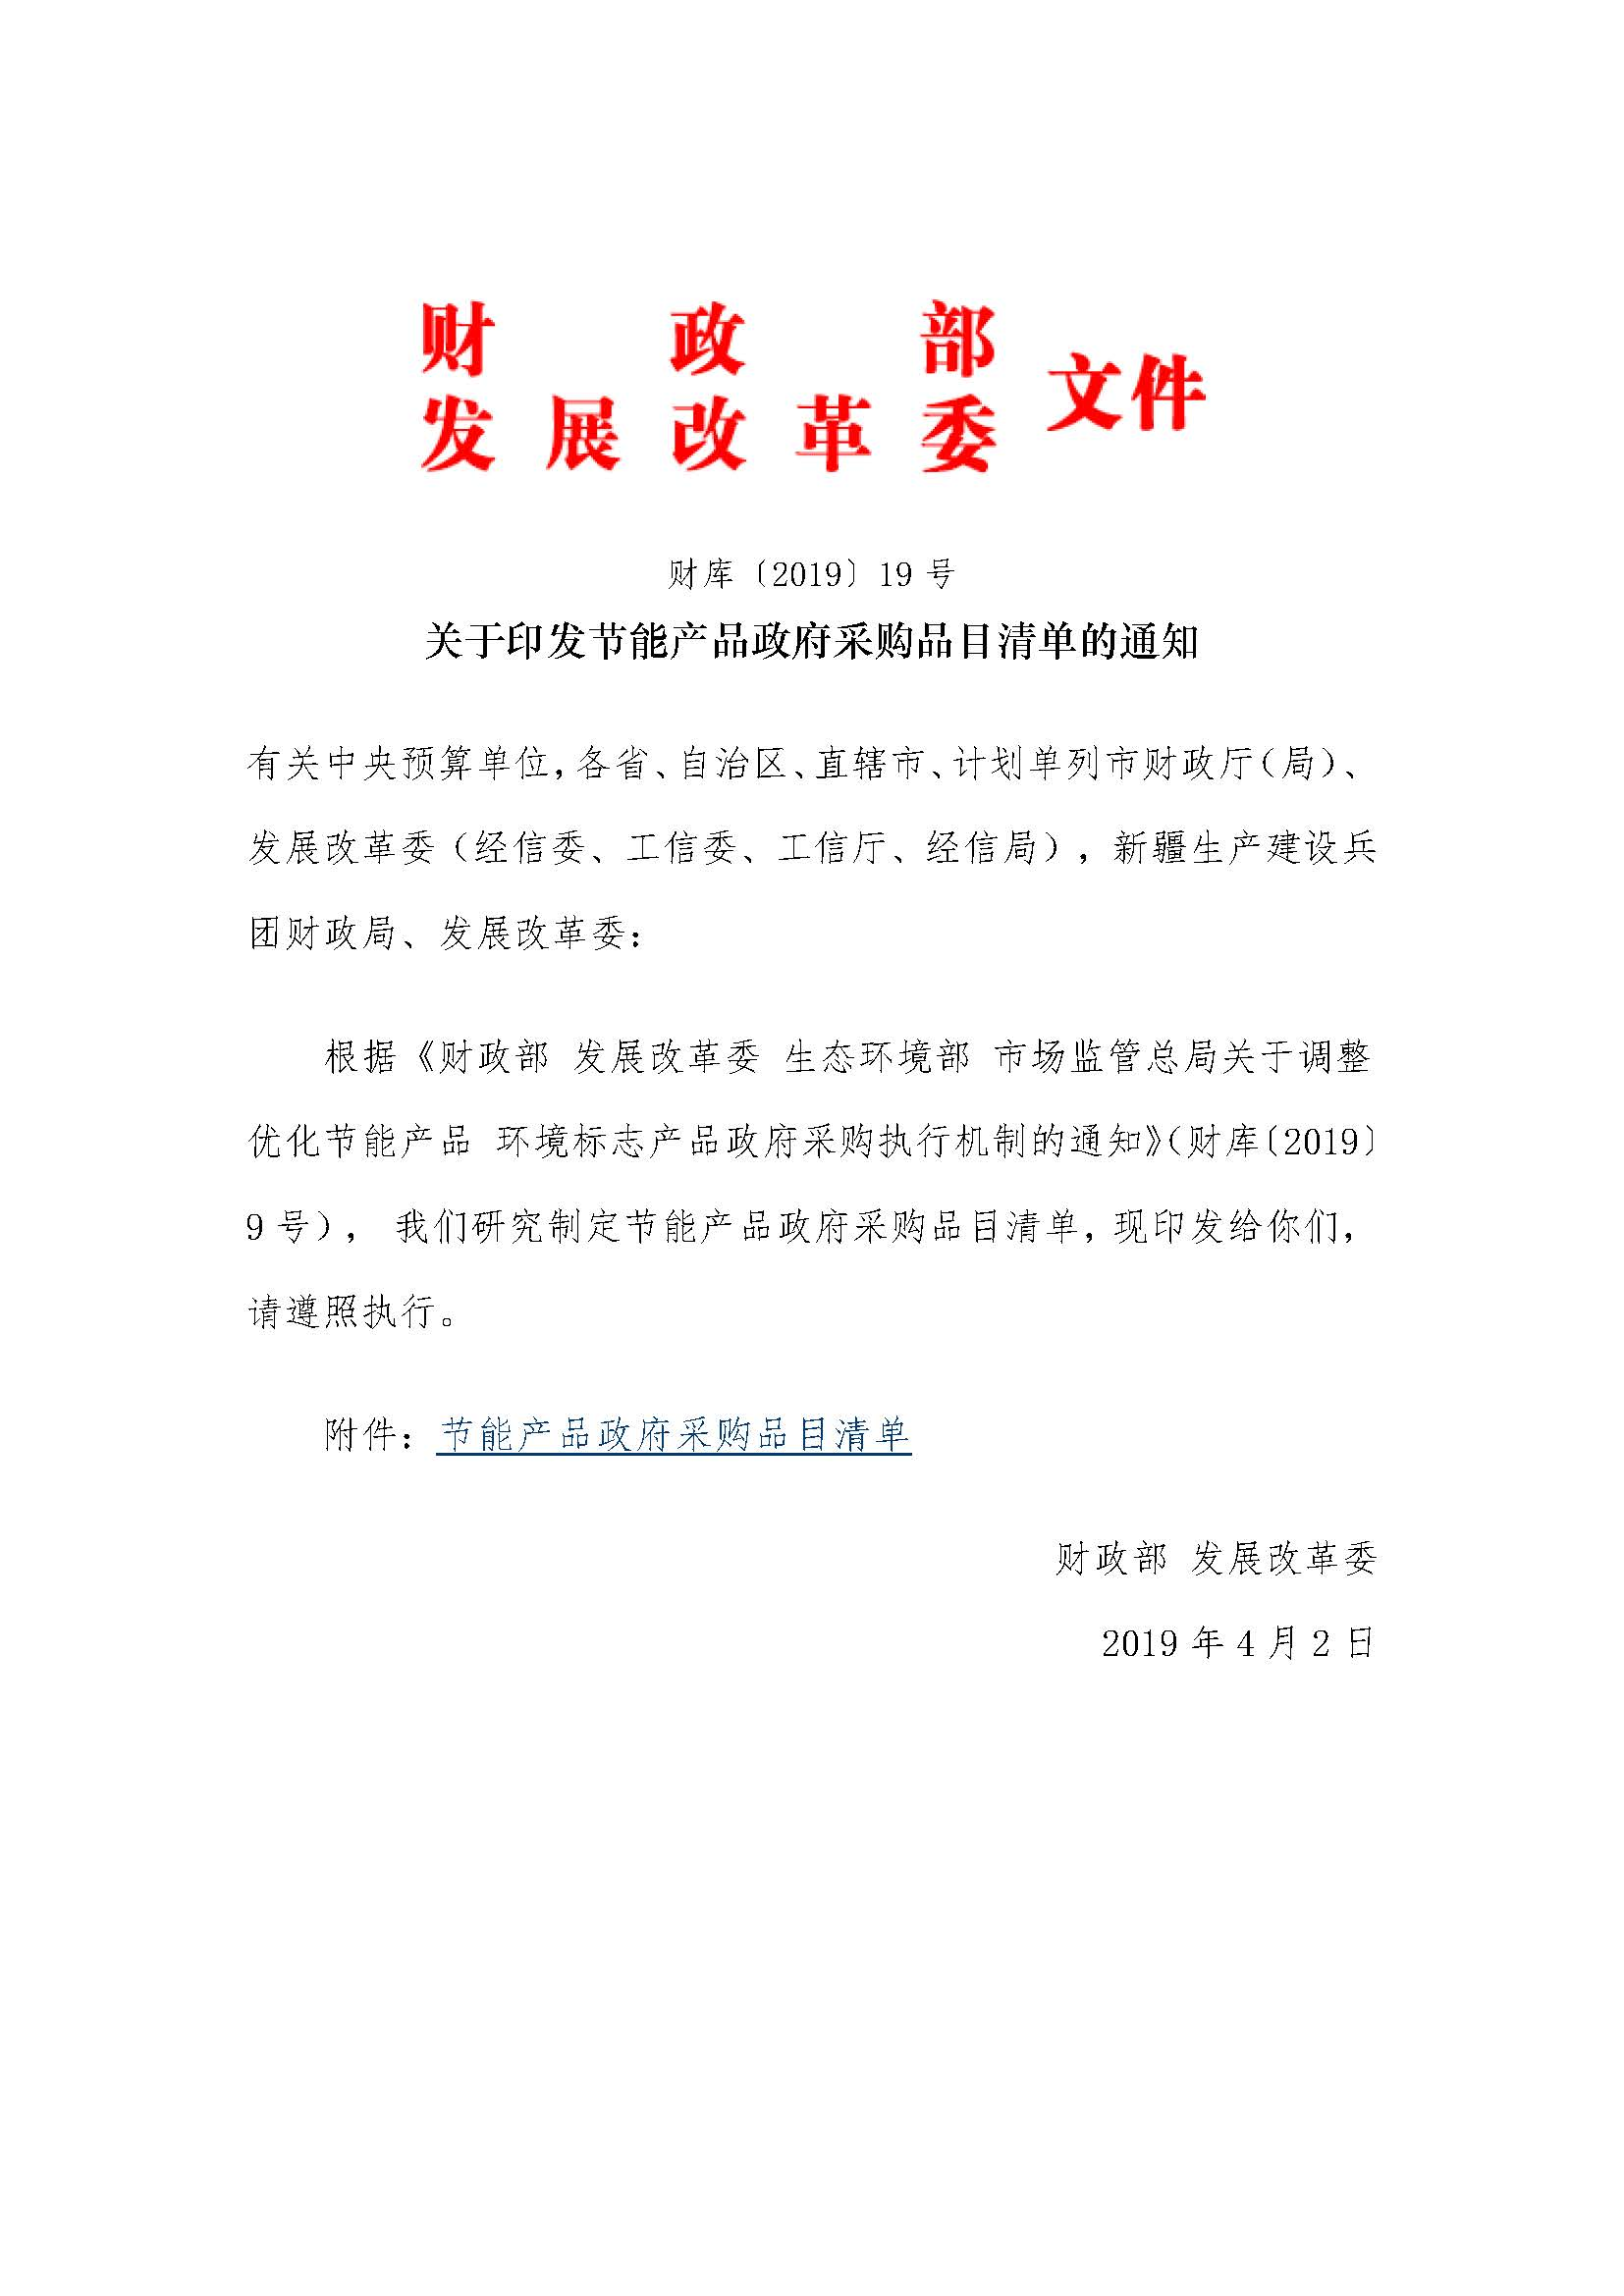 财政部
发展改革委 文件
财库〔2019〕19号
关于印发节能产品政府采购品目清单的通知
有关中央预算单位，各省、自治区、直辖市、计划单列市财政厅（局）、
发展改革委（经信委、工信委、工信厅、经信局），新疆生产建设兵
团财政局、发展改革委：
根据《财政部 发展改革委 生态环境部 市场监管总局关于调整
优化节能产品 环境标志产品政府采购执行机制的通知》（财库〔2019〕
9号）， 我们研究制定节能产品政府采购品目清单，现印发给你们，
请遵照执行。
附件：节能产品政府采购品目清单
财政部 发展改革委
2019年4月2日